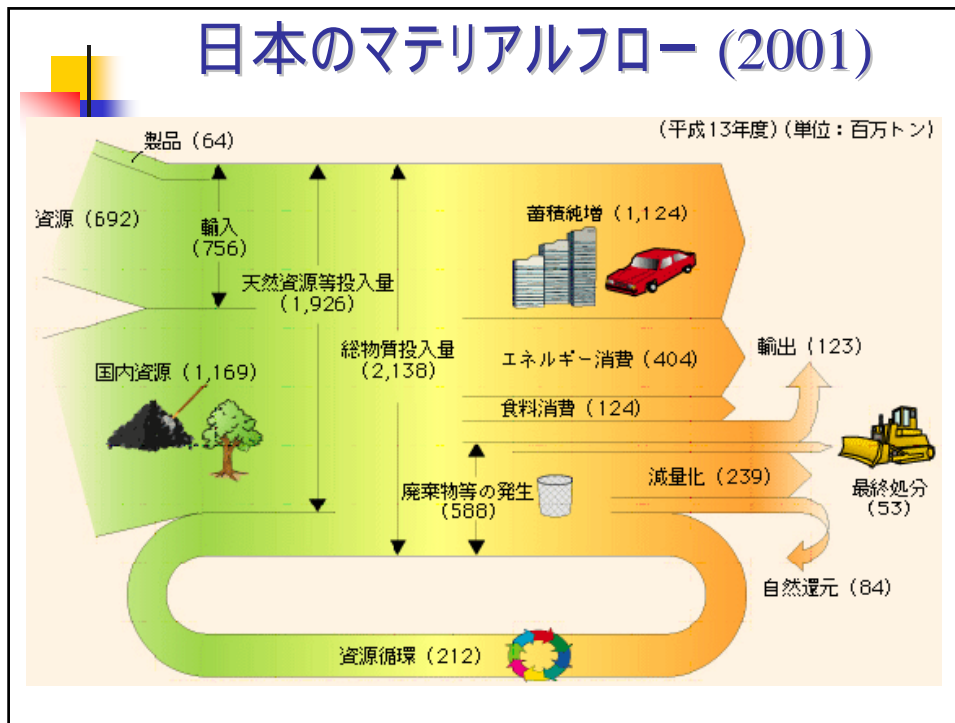 日本のマテリアルフロー (2001)
(平成13年度) (単位：百万トン)
製品 (64)
資源 (692)
輸入
(756)
天然資源等投入量
(1,926)
総物質投入量
(2,138)
国内資源 (1,169)
蓄積純増 (1,124)
エネルギー消費 (404)
食料消費 (124)
輸出 (123)
廃棄物等の発生
(588)
減量化 (239)
最終処分
(53)
自然還元 (84)
資源循環 (212)